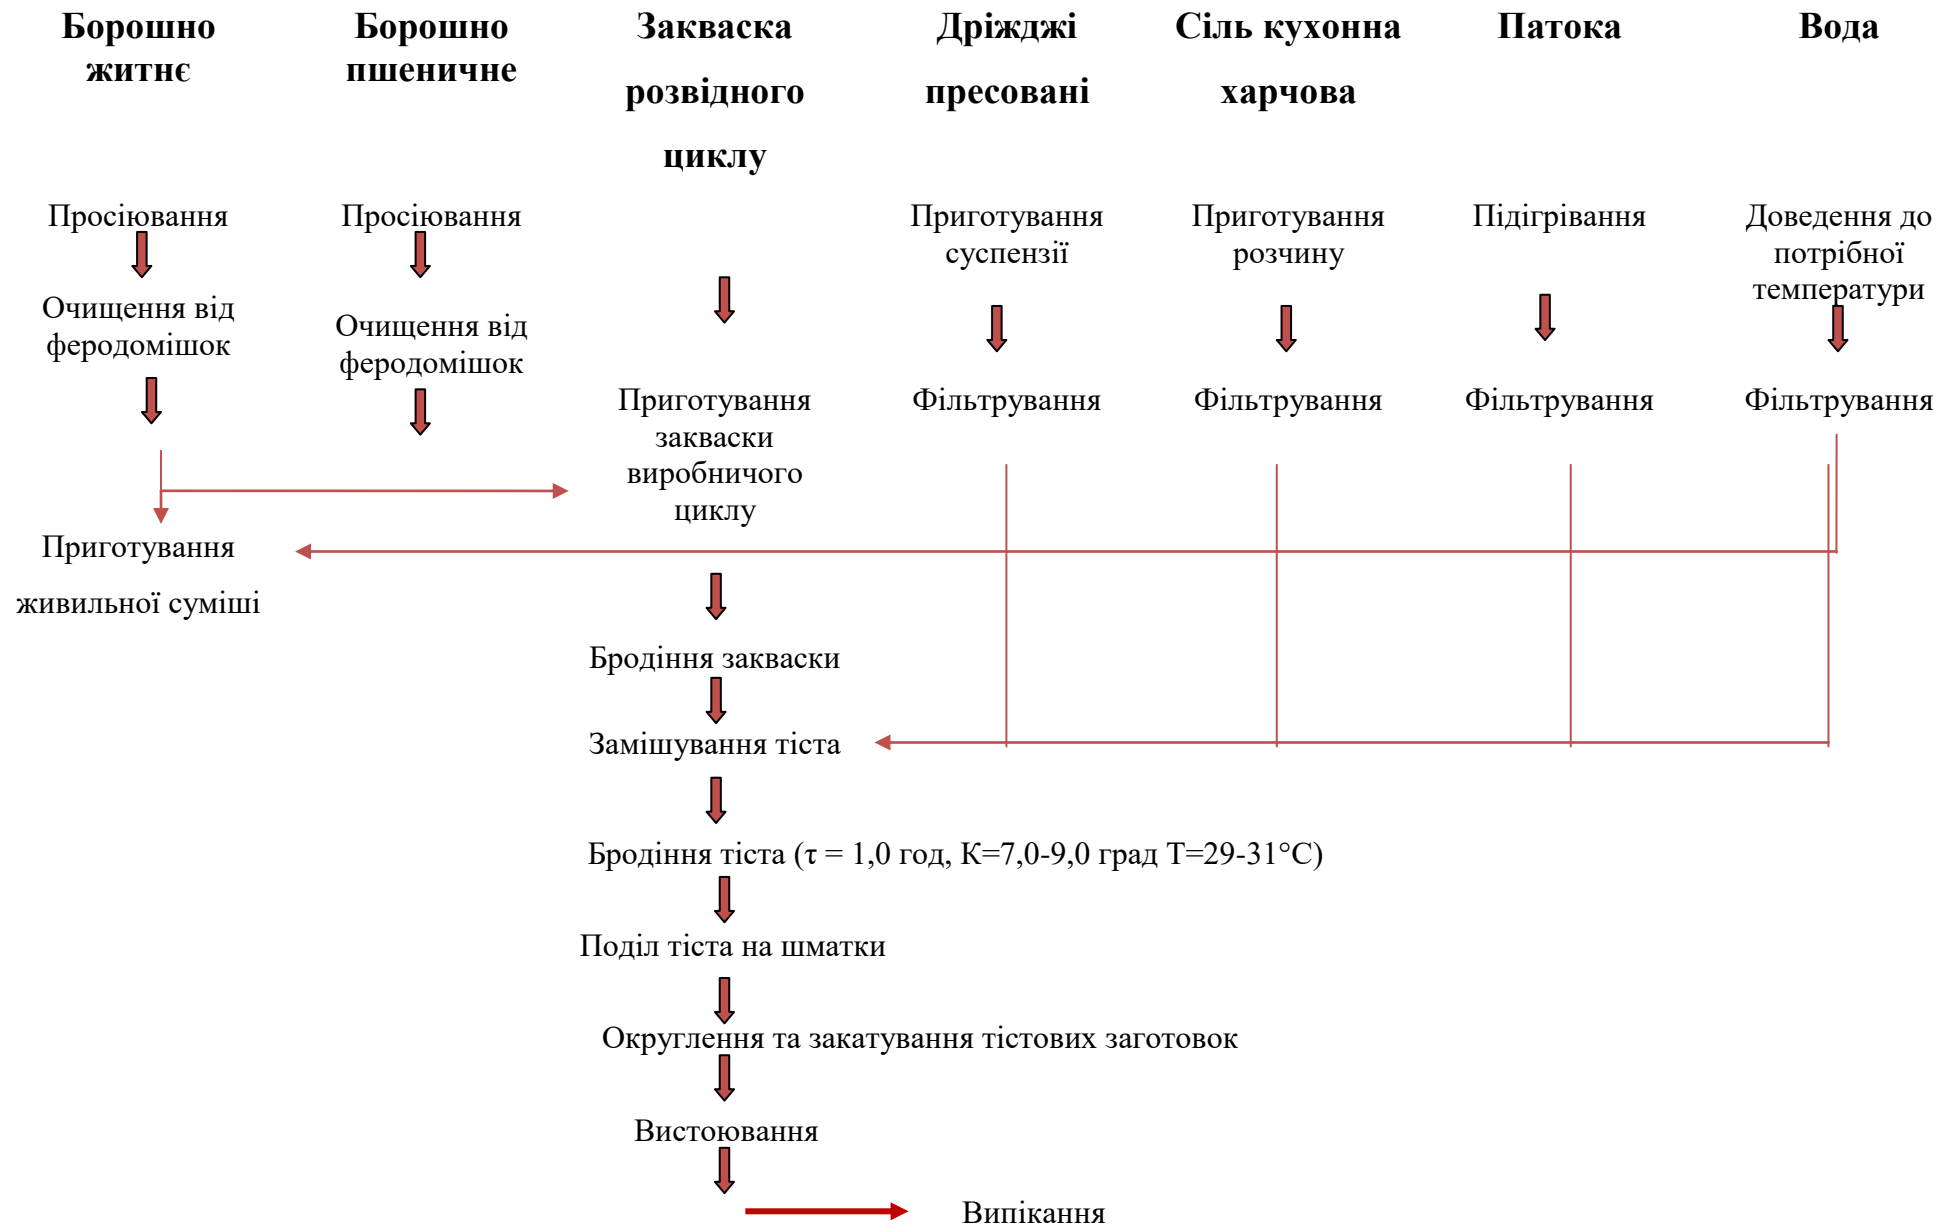 Борошно
житнє
Борошно
пшеничне
Закваска
розвідного
циклу
Дріжджі
пресовані
Сіль кухонна
харчова
Патока
Вода
Просіювання
Просіювання
Приготування
суспензії
Приготування
розчину
Підігрівання
Доведення до
потрібної
температури
Очищення від
феродомішок
Очищення від
феродомішок
Приготування
закваски
виробничого
циклу
Фільтрування
Фільтрування
Фільтрування
Фільтрування
Приготування
живильної суміші
Бродіння закваски
Замішування тіста
Бродіння тіста (τ = 1,0 год, К=7,0-9,0 град Т=29-31°С)
Поділ тіста на шматки
Округлення та закатування тістових заготовок
Вистоювання
Випікання